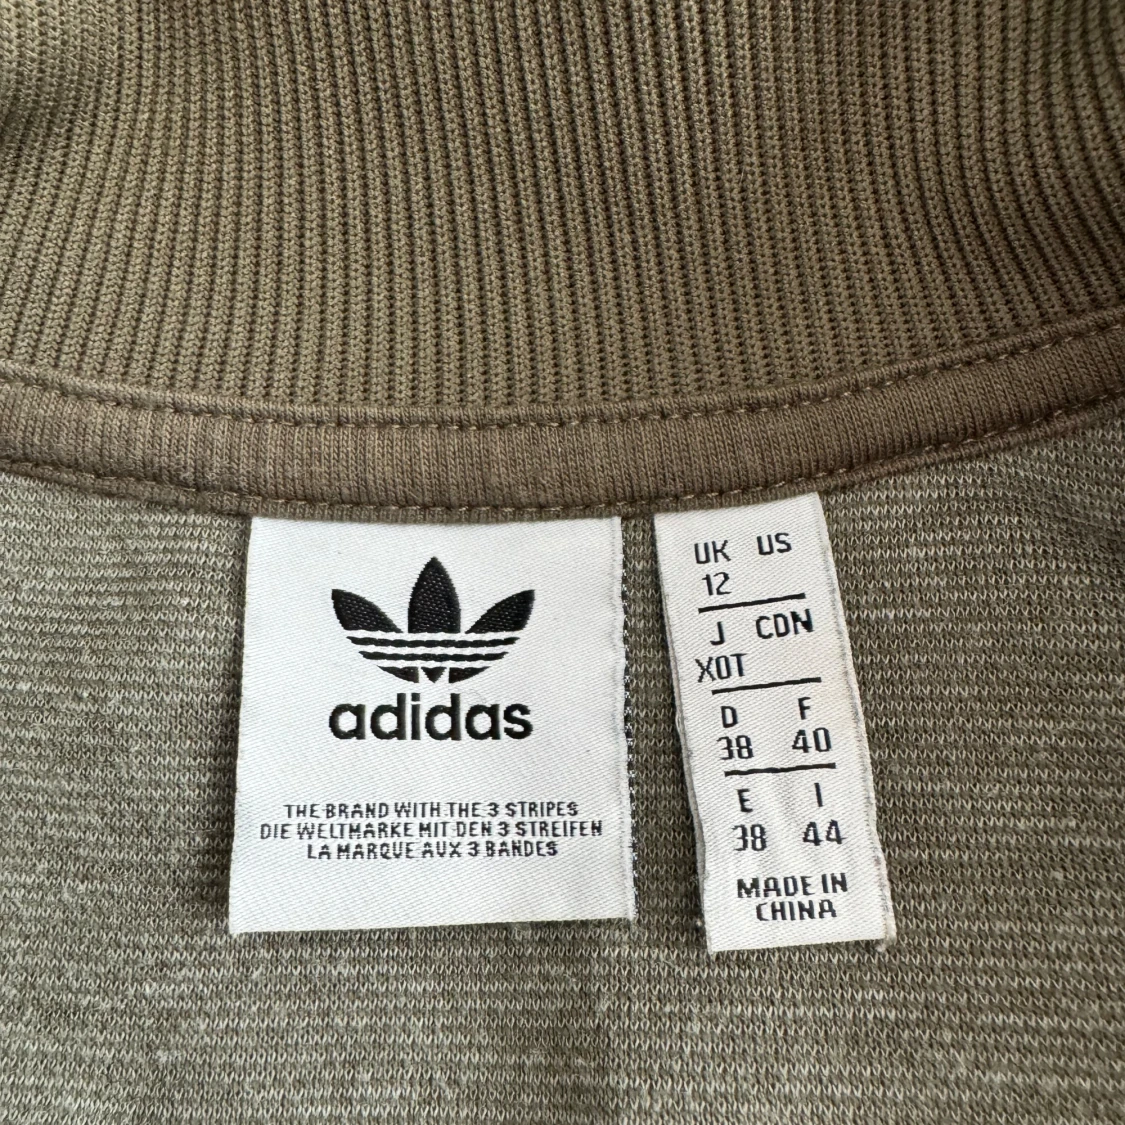 adidas
THE BRAND WITH THE 3 STRIPES
DIE WELTMARKE MIT DEN 3 STREIFEN
LA MARQUE AUX 3 BANDES
UK US
12
J CDN
XOT
D F
38 40
E I
38 44
MADE IN
CHINA